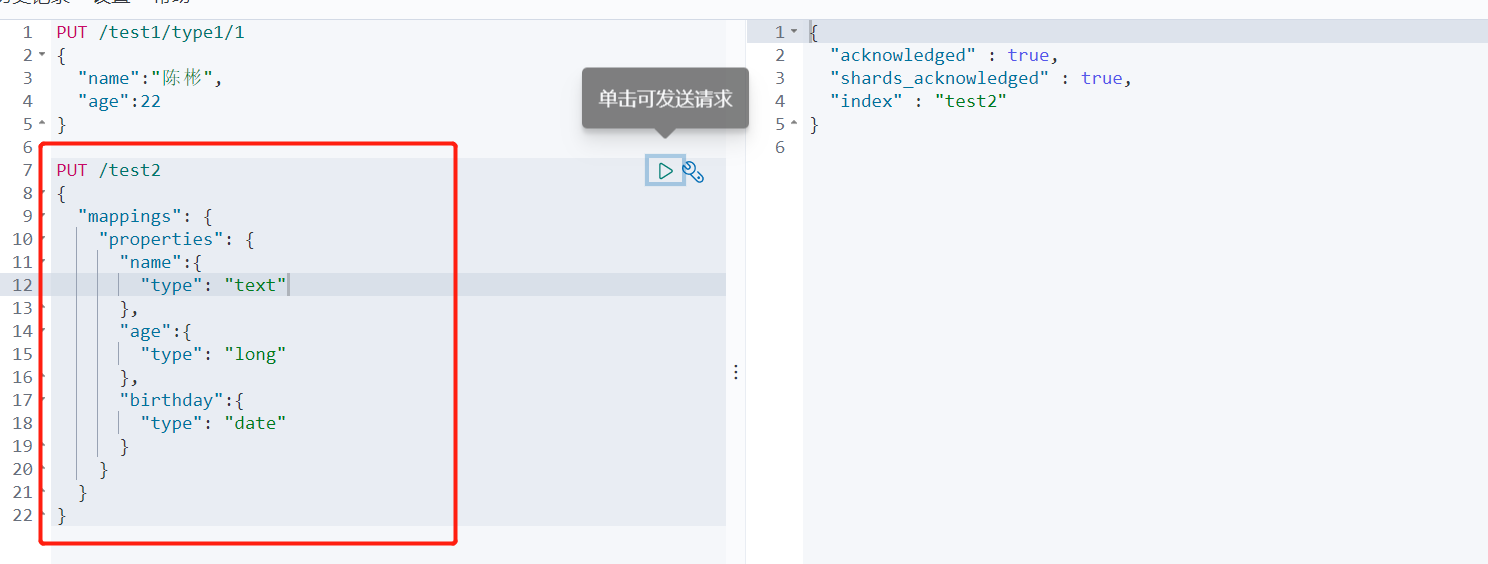 PUT /test1/type1/1
{
"name":"陈彬",
"age":22
}
单击可发送请求
PUT /test2
{
"mappings": {
"properties": {
"name":{
"type": "text"
},
"age":{
"type": "long"
},
"birthday":{
"type": "date"
}
}
}
}
1
2
3
4
5
6
7
8
9
10
11
12
13
14
15
16
17
18
19
20
21
22
1
{
2
"acknowledged" : true,
3
"shards_acknowledged" : true,
4
"index" : "test2"
5
}
6